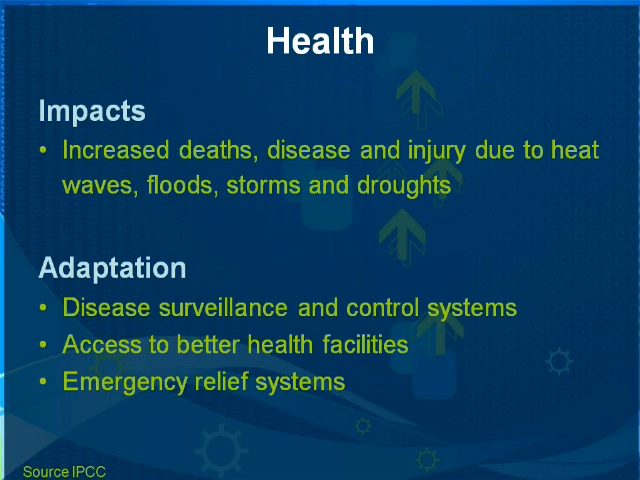 Health
Impacts
• Increased deaths, disease and injury due to heat
waves, floods, storms and droughts
Adaptation
• Disease surveillance and control systems
• Access to better health facilities
• Emergency relief systems
Source IPCC